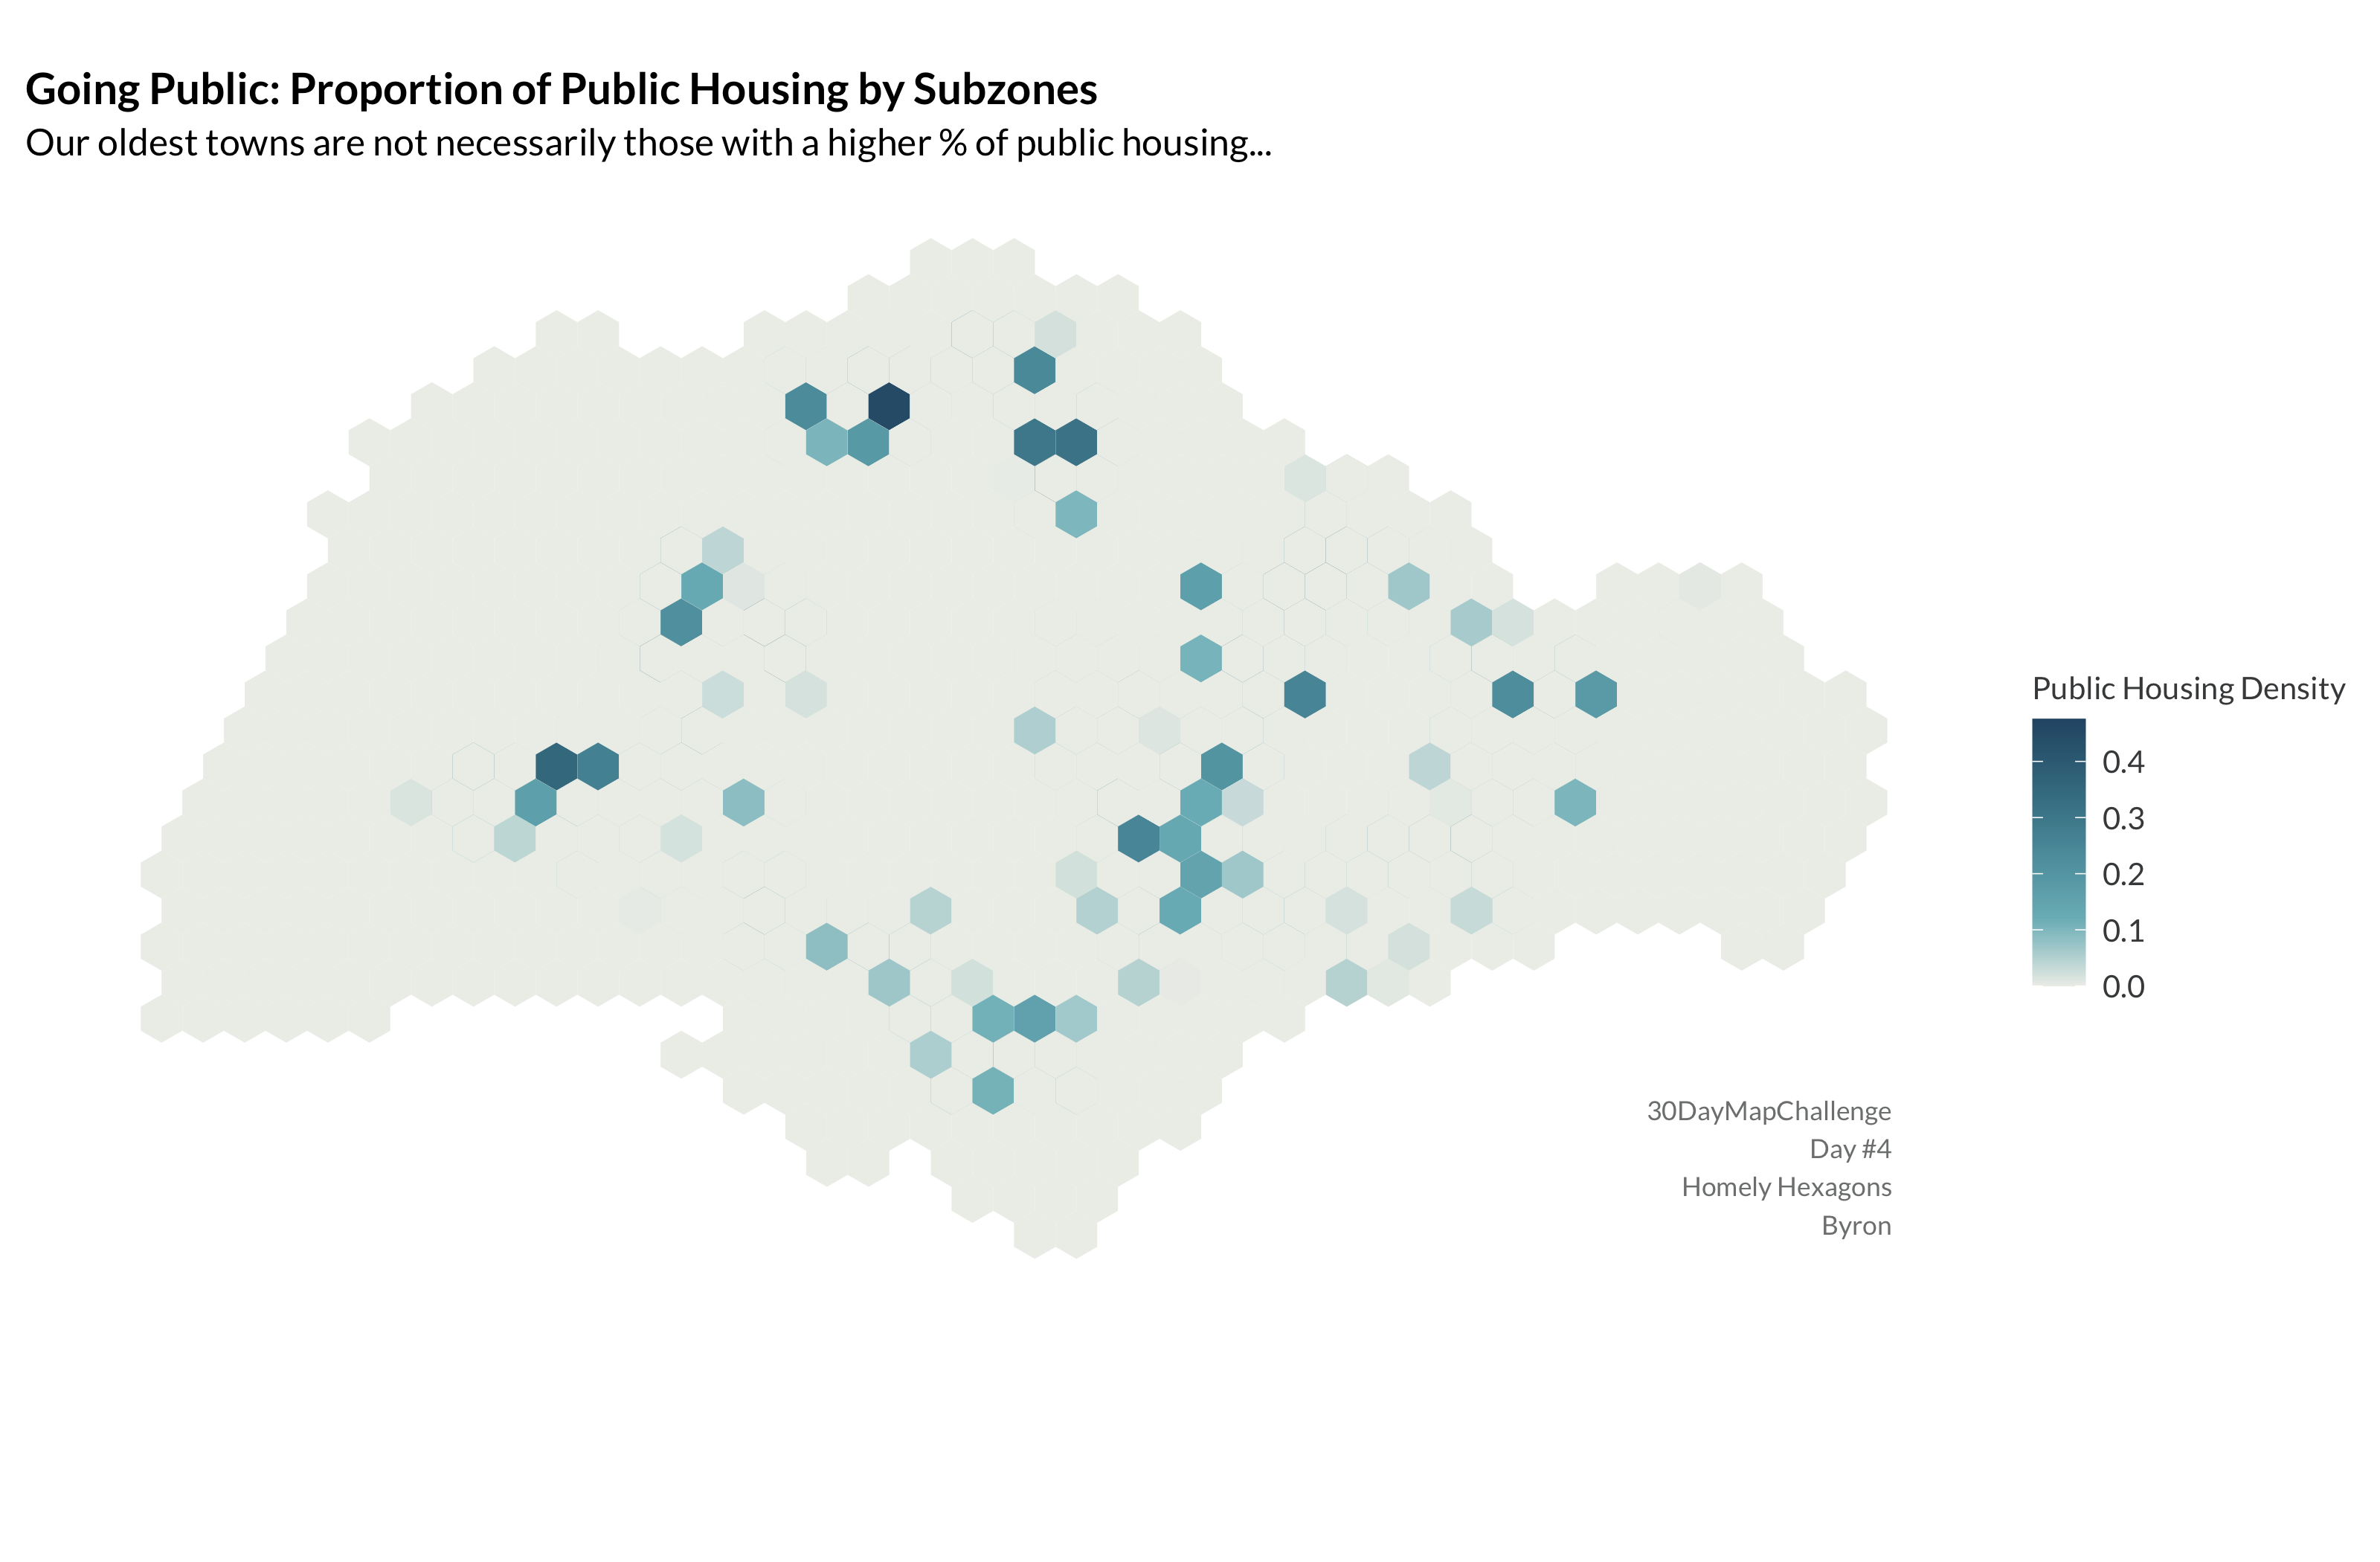 Going Public: Proportion of Public Housing by Subzones
Our oldest towns are not necessarily those with a higher % of public housing...
Public Housing Density
0.4
0.3
0.2
0.1
0.0
30DayMapChallenge
Day #4
Homely Hexagons
Byron